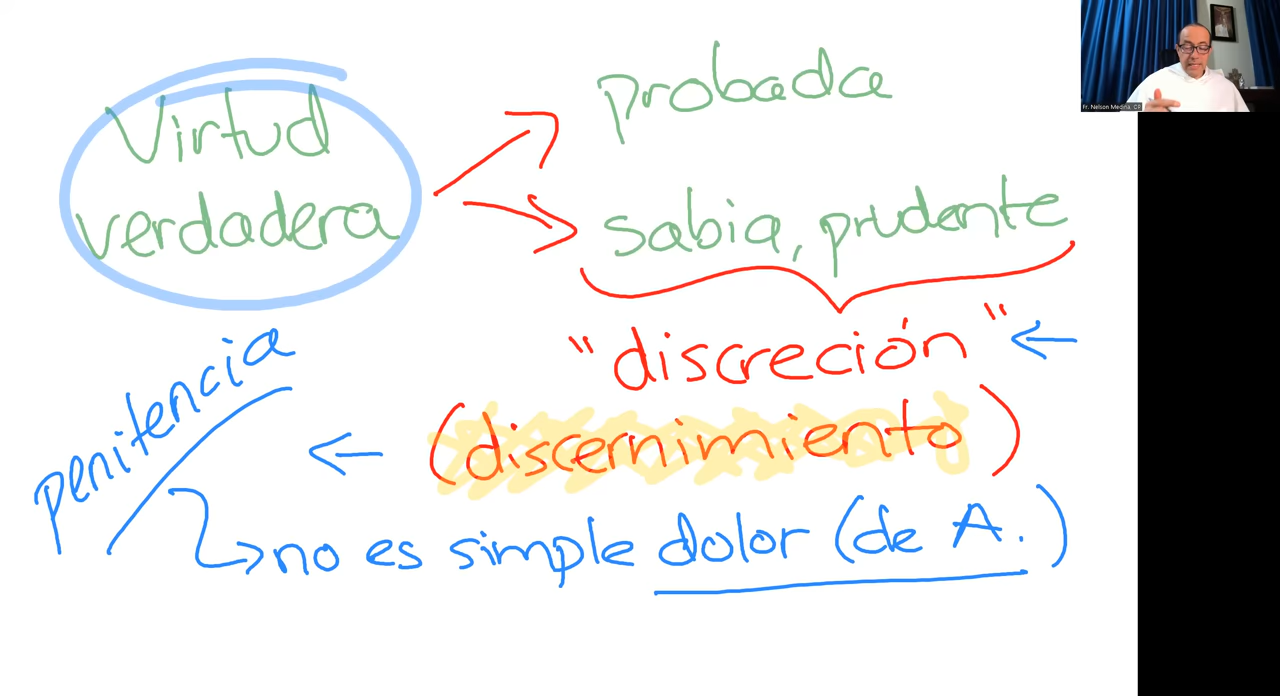 Virtud
verdadera
probada
sabia, prudente
"discreción"
(discernimiento)
penitencia
no es simple dolor (de A.)
Fr. Nelson Medina, OP